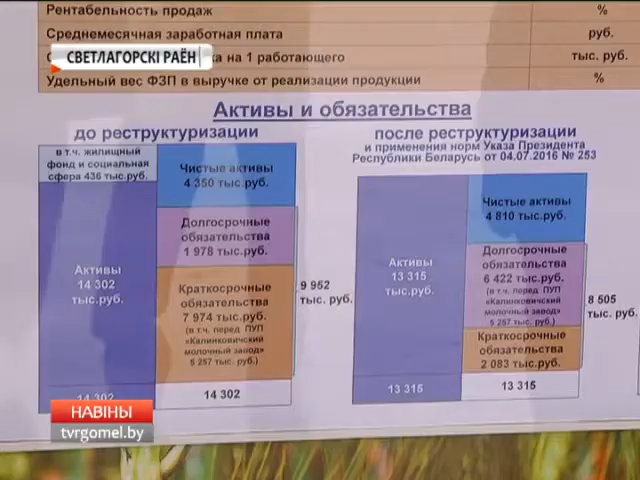 Рентабельность продаж %
Среднемесячная заработная плата руб.
СВЕТЛАГОРСКІ РАЁН
на 1 работающего тыс. руб.
Удельный вес ФЗП в выручке от реализации продукции %
Активы и обязательства
до реструктуризации
в т.ч. жилищный
фонд и социальная
сфера 436 тыс.руб.
Чистые активы
4 350 тыс.руб.
Долгосрочные
обязательства
1 978 тыс.руб.
Активы
14 302
тыс.руб.
Краткосрочные
обязательства
7 974 тыс.руб.
(в т.ч. перед ПУП
«Калинковичский
молочный завод»
5 257 тыс. руб.)
9 952
тыс. руб.
14 302
14 302
после реструктуризации
и применения норм Указа Президента
Республики Беларусь от 04.07.2016 № 253
Чистые активы
4 810 тыс.руб.
Активы
13 315
тыс.руб.
Долгосрочные
обязательства
6 422 тыс.руб.
(в т.ч. перед ПУП
«Калинковичский
молочный завод»
5 257 тыс.руб.)
Краткосрочные
обязательства
2 083 тыс.руб.
8 505
тыс. руб.
13 315
13 315
НАВІНЫ
tvrgomel.by